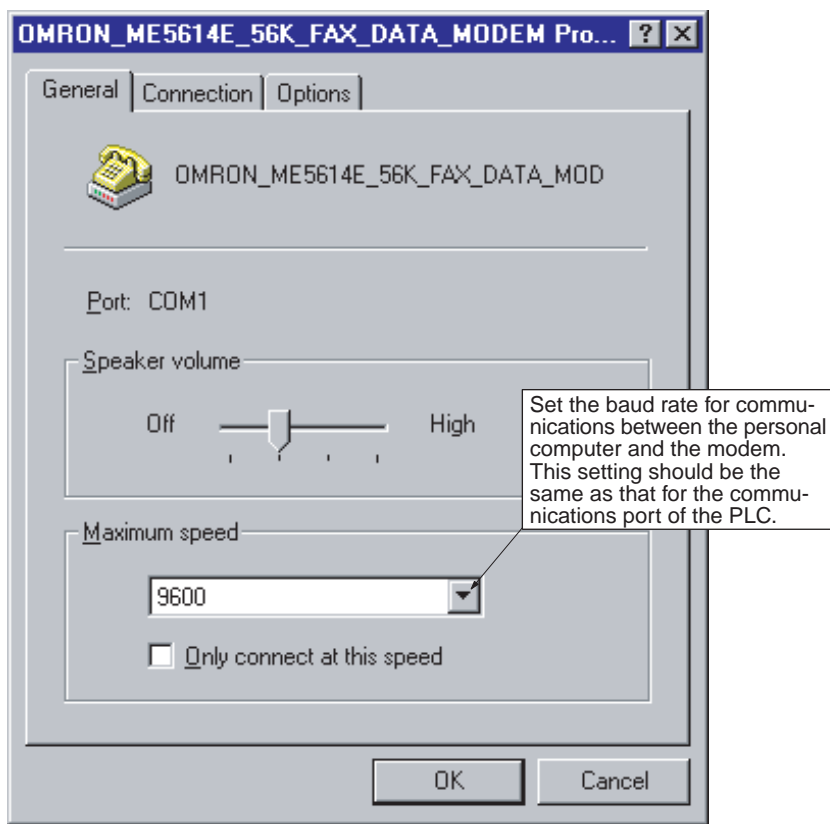 OMRON_ME5614E_56K_FAX_DATA_MODEM Pro... ? X
General Connection Options
OMRON_ME5614E_56K_FAX_DATA_MOD
Port: COM1
Speaker volume
Off High
Set the baud rate for commu-
nications between the personal
computer and the modem.
This setting should be the
same as that for the commu-
nications port of the PLC.
Maximum speed
9600
Only connect at this speed
OK Cancel